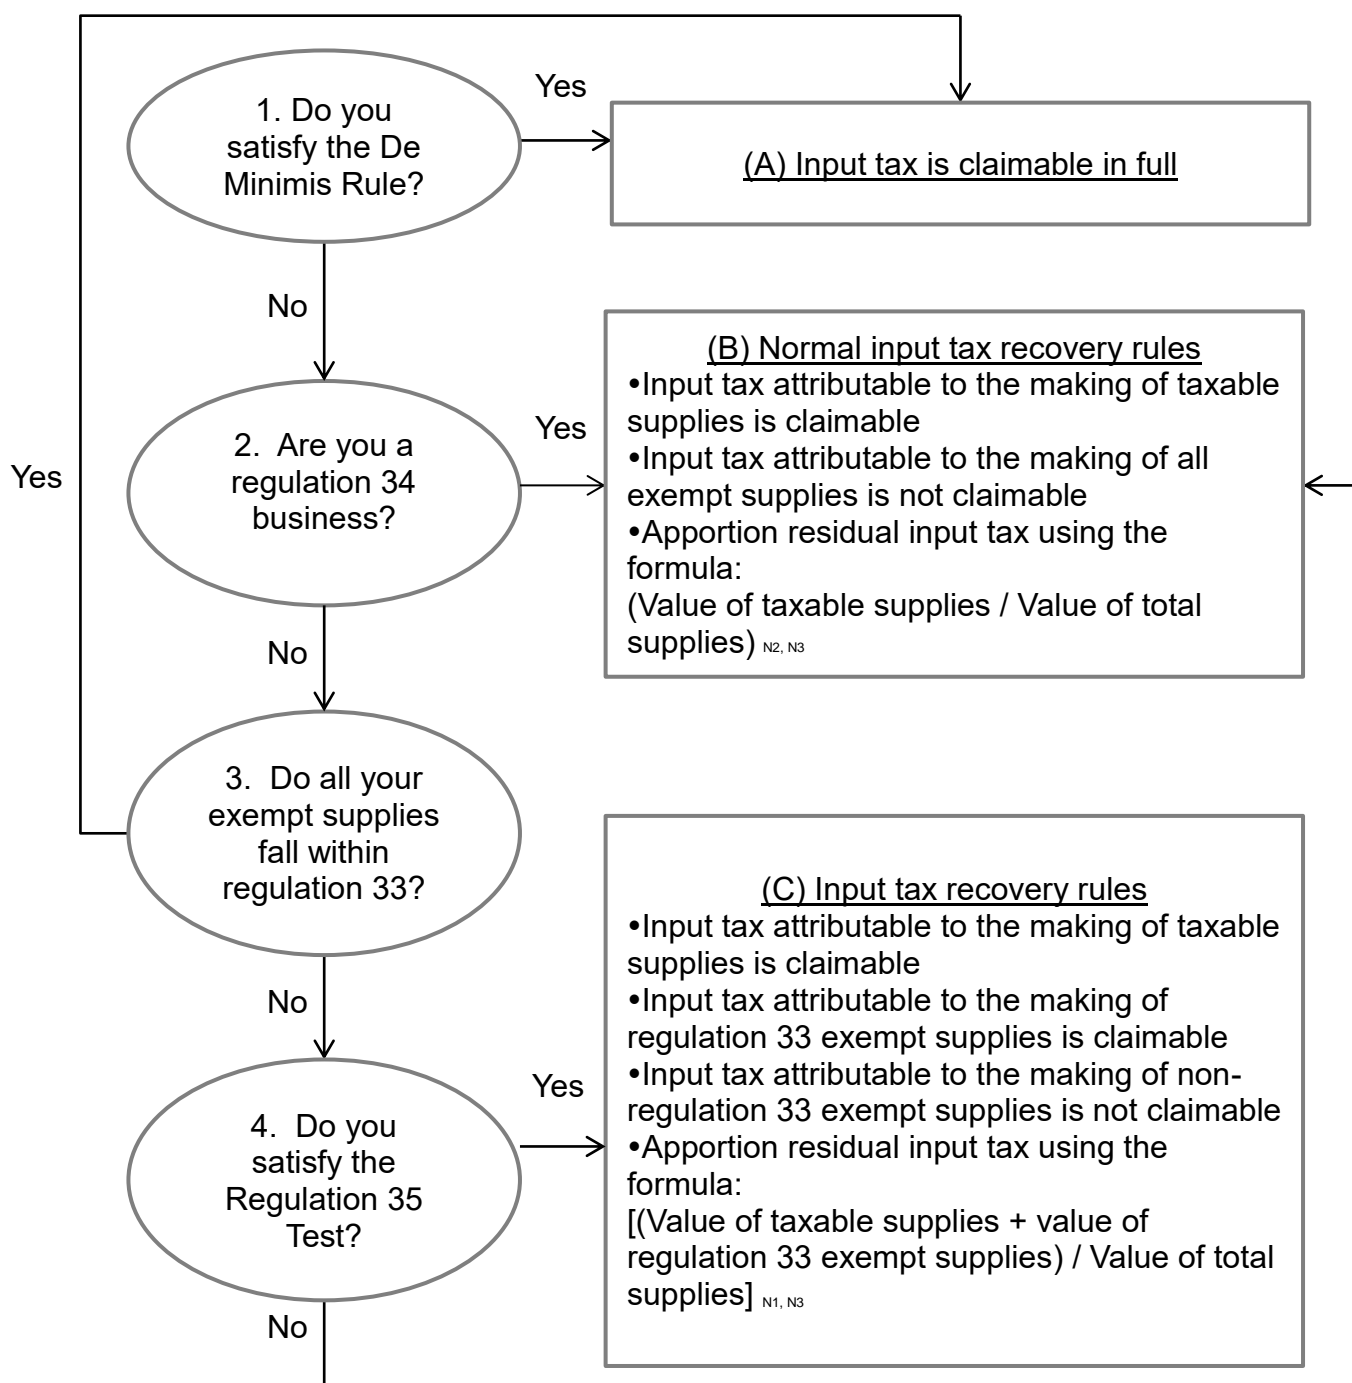 Yes
1. Do you
satisfy the De
Minimis Rule?
(A) Input tax is claimable in full
No
(B) Normal input tax recovery rules
•Input tax attributable to the making of taxable
supplies is claimable
•Input tax attributable to the making of all
exempt supplies is not claimable
•Apportion residual input tax using the
formula:
(Value of taxable supplies / Value of total
supplies) N2, N3
Yes
2. Are you a
regulation 34
business?
Yes
No
3. Do all your
exempt supplies
fall within
regulation 33?
No
(C) Input tax recovery rules
•Input tax attributable to the making of taxable
supplies is claimable
•Input tax attributable to the making of
regulation 33 exempt supplies is claimable
•Input tax attributable to the making of non-
regulation 33 exempt supplies is not claimable
•Apportion residual input tax using the
formula:
[(Value of taxable supplies + value of
regulation 33 exempt supplies) / Value of total
supplies] N1, N3
Yes
4. Do you
satisfy the
Regulation 35
Test?
No